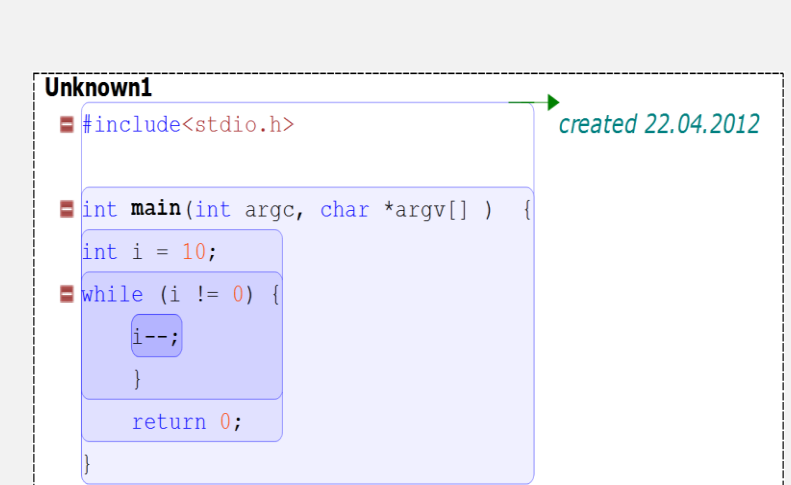 Unknown1
#include<stdio.h>
created 22.04.2012
int main(int argc, char *argv[] )  {
int i = 10;
while (i != 0) {
i--;
}
return 0;
}